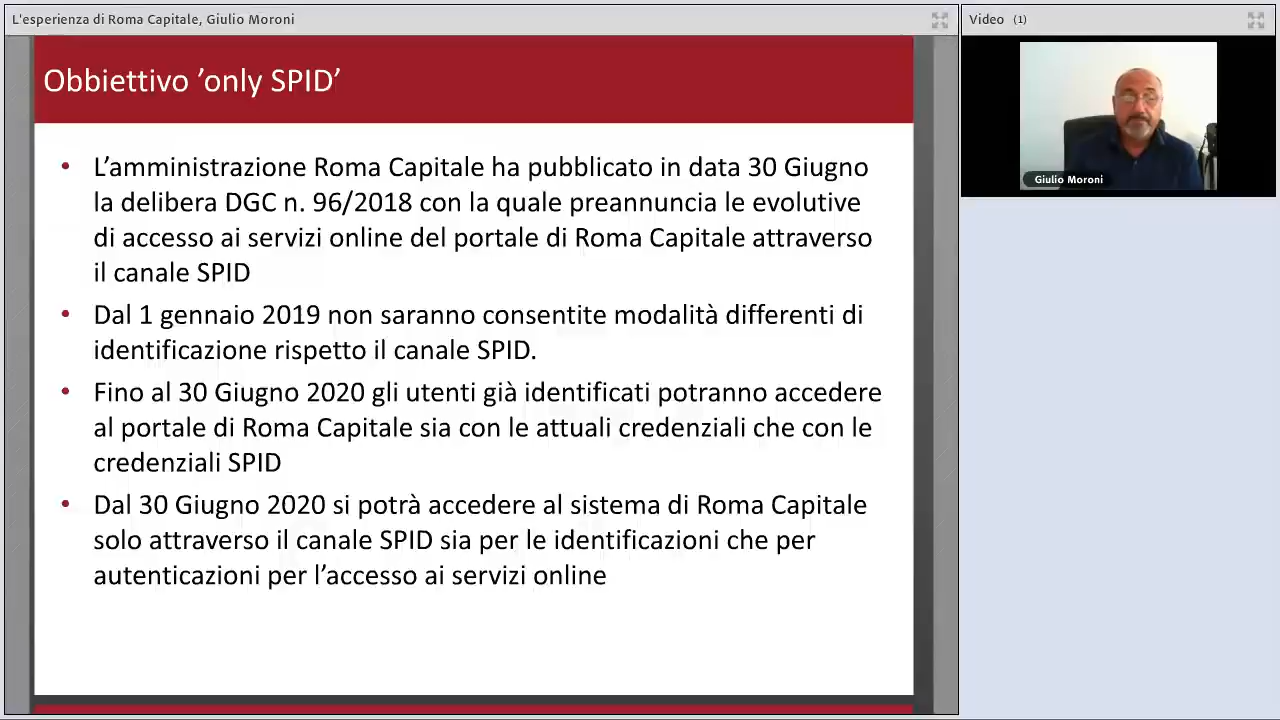 L'esperienza di Roma Capitale, Giulio Moroni
Video (1)
Obbiettivo ’only SPID’
Giulio Moroni
• L’amministrazione Roma Capitale ha pubblicato in data 30 Giugno
la delibera DGC n. 96/2018 con la quale preannuncia le evolutive
di accesso ai servizi online del portale di Roma Capitale attraverso
il canale SPID
• Dal 1 gennaio 2019 non saranno consentite modalità differenti di
identificazione rispetto il canale SPID.
• Fino al 30 Giugno 2020 gli utenti già identificati potranno accedere
al portale di Roma Capitale sia con le attuali credenziali che con le
credenziali SPID
• Dal 30 Giugno 2020 si potrà accedere al sistema di Roma Capitale
solo attraverso il canale SPID sia per le identificazioni che per
autenticazioni per l’accesso ai servizi online